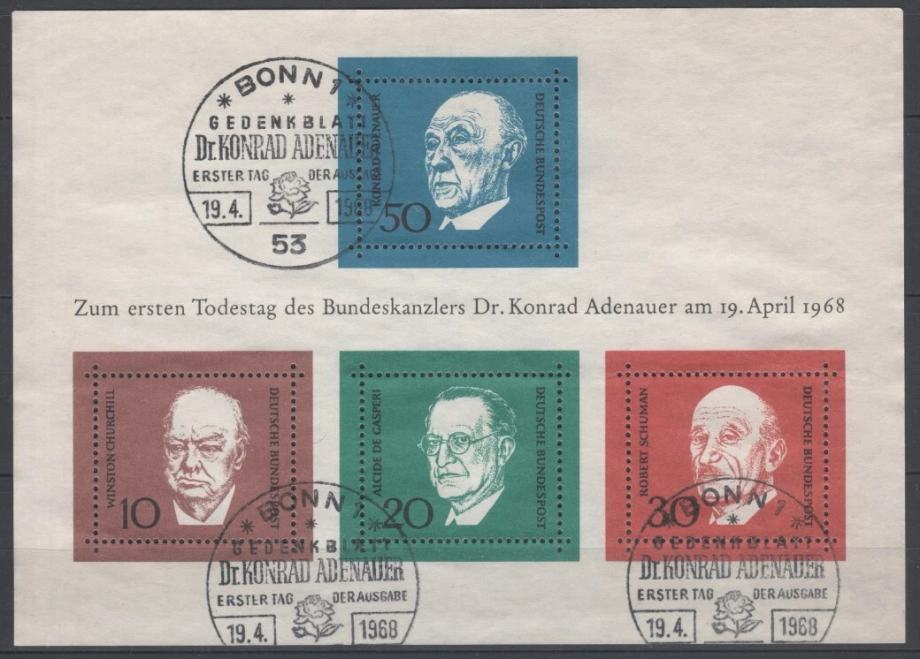 BONN 1
GEDENKBLATT
Dr. KONRAD ADENAUER
ERSTER TAG DER AUSGABE
19.4. 1968
53
KONRAD ADENAUER
50
DEUTSCHE BUNDESPOST
Zum ersten Todestag des Bundeskanzlers Dr. Konrad Adenauer am 19. April 1968
WINSTON CHURCHILL
10
DEUTSCHE BUNDESPOST
ALCIDE DE GASPERI
20
DEUTSCHE BUNDESPOST
ROBERT SCHUMAN
30
DEUTSCHE BUNDESPOST
BONN 1
GEDENKBLATT
Dr. KONRAD ADENAUER
ERSTER TAG DER AUSGABE
19.4. 1968
BONN 1
GEDENKBLATT
Dr. KONRAD ADENAUER
ERSTER TAG DER AUSGABE
19.4. 1968